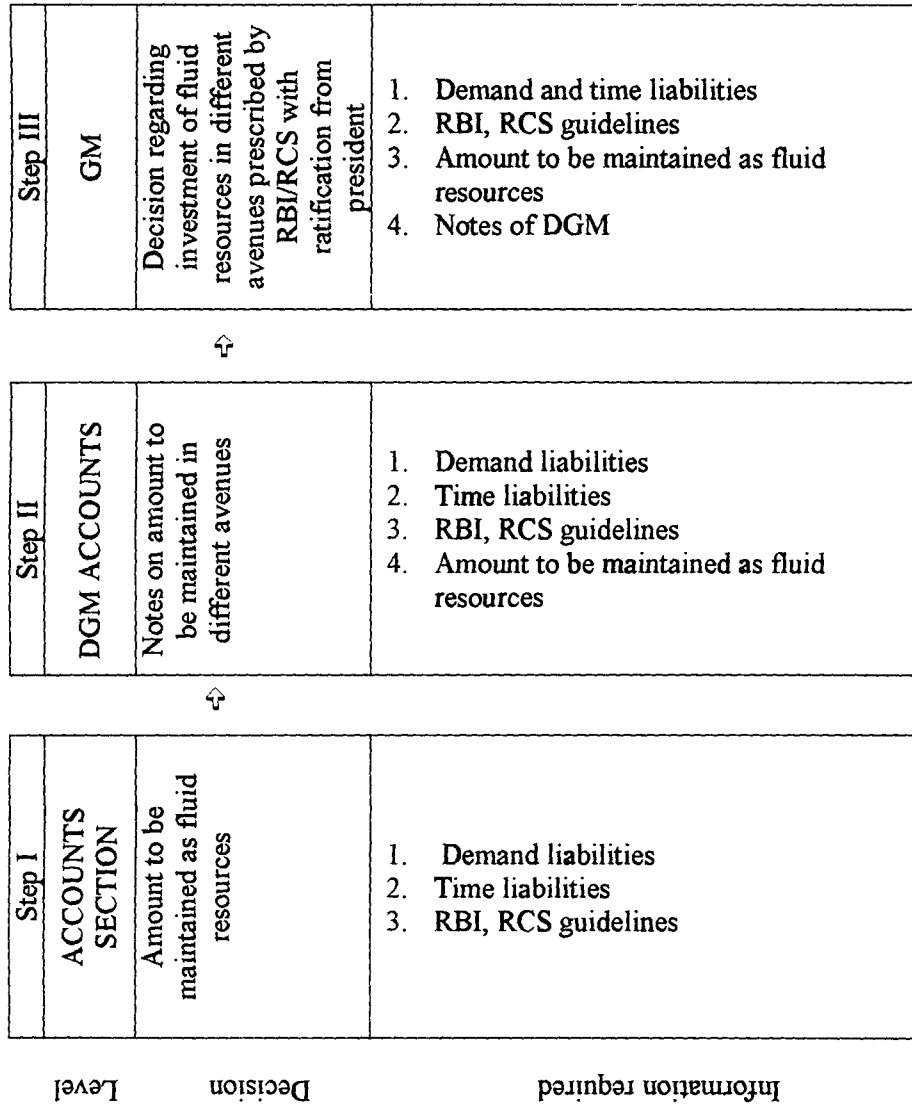 Step I
ACCOUNTS
SECTION
Amount to be
maintained as fluid
resources
1. Demand liabilities
2. Time liabilities
3. RBI, RCS guidelines
Step II
DGM ACCOUNTS
Notes on amount to
be maintained in
different avenues
1. Demand liabilities
2. Time liabilities
3. RBI, RCS guidelines
4. Amount to be maintained as fluid
resources
Step III
GM
Decision regarding
investment of fluid
resources in different
avenues prescribed by
RBI/RCS with
ratification from
president
1. Demand and time liabilities
2. RBI, RCS guidelines
3. Amount to be maintained as fluid
resources
4. Notes of DGM
Level
Decision
Information required